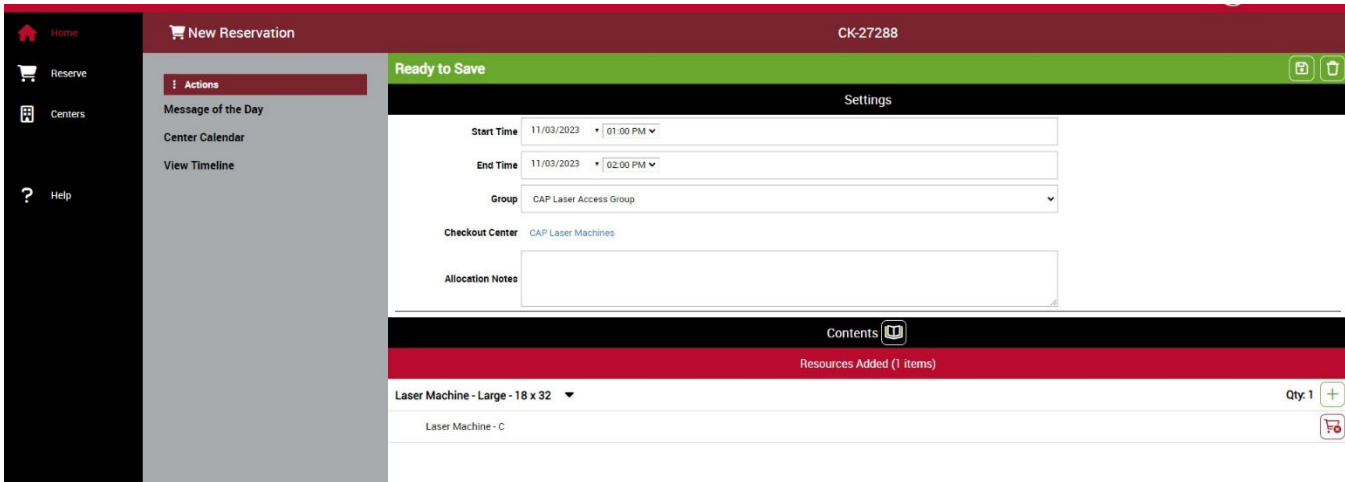 Home
Reserve
Centers
Help
New Reservation
CK-27288
Actions
Message of the Day
Center Calendar
View Timeline
Ready to Save
Settings
Start Time 11/03/2023 01:00 PM
End Time 11/03/2023 02:00 PM
Group CAP Laser Access Group
Checkout Center CAP Laser Machines
Allocation Notes
Contents
Resources Added (1 items)
Laser Machine - Large - 18 x 32 Qty: 1
Laser Machine - C